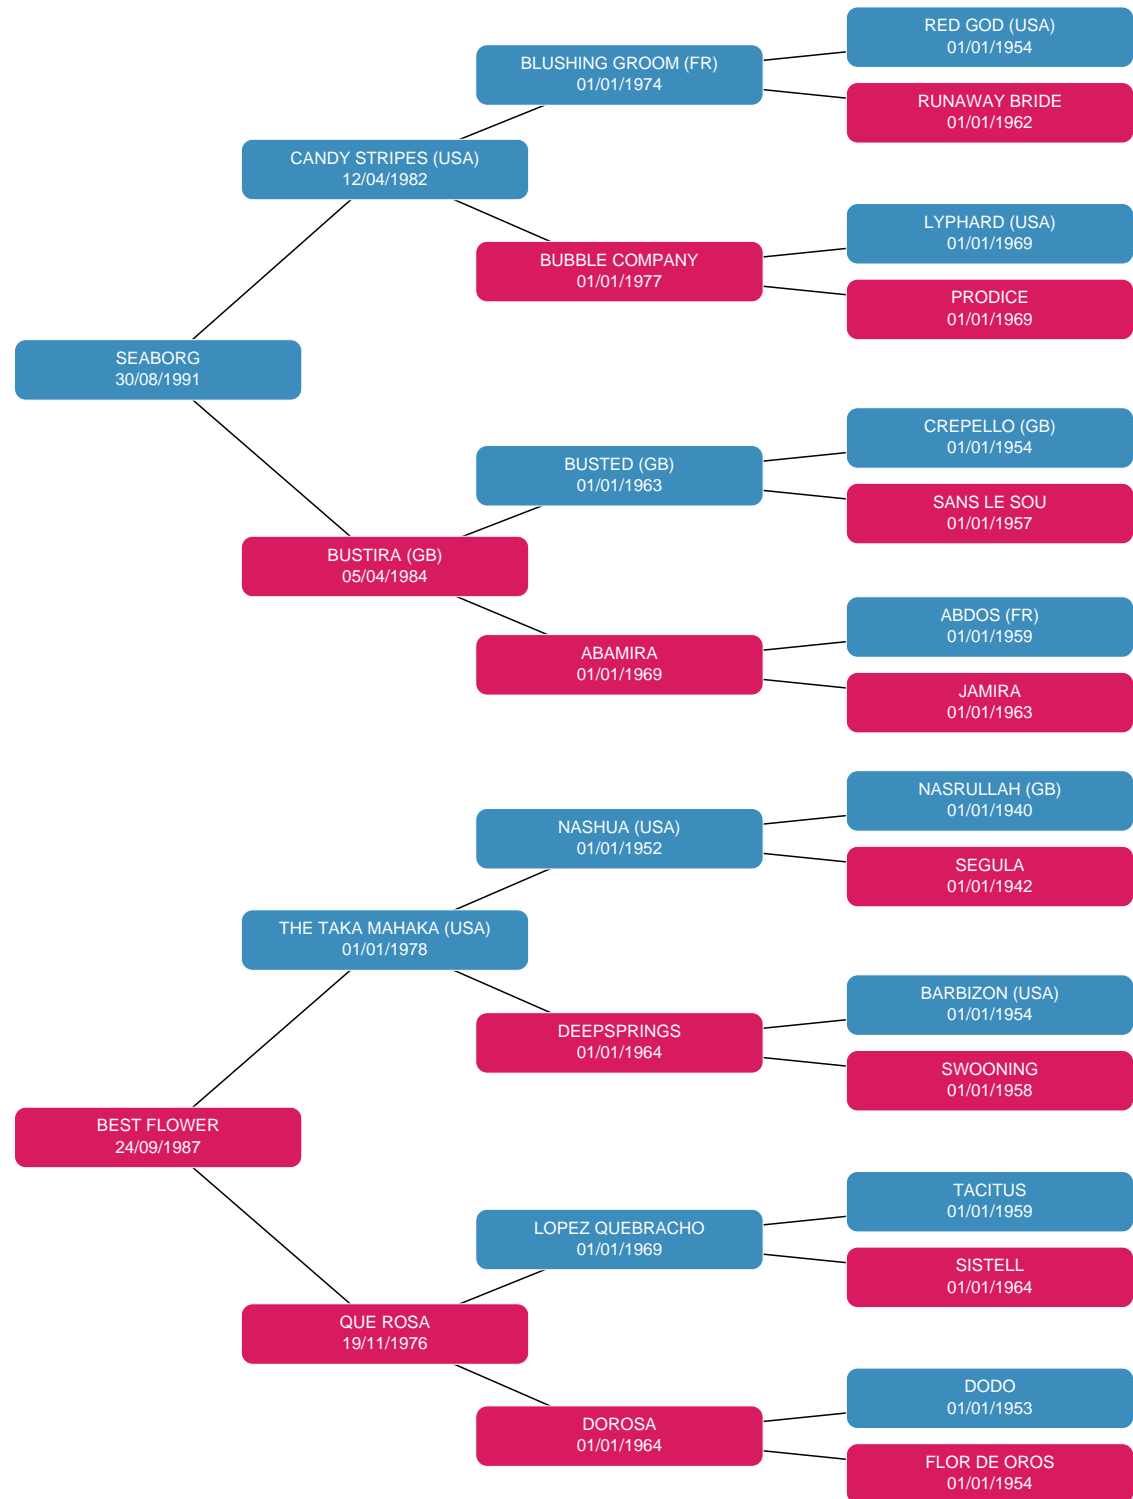 RED GOD (USA)
01/01/1954
BLUSHING GROOM (FR)
01/01/1974
RUNAWAY BRIDE
01/01/1962
CANDY STRIPES (USA)
12/04/1982
LYPHARD (USA)
01/01/1969
BUBBLE COMPANY
01/01/1977
PRODICE
01/01/1969
SEABORG
30/08/1991
CREPELLO (GB)
01/01/1954
BUSTED (GB)
01/01/1963
SANS LE SOU
01/01/1957
BUSTIRA (GB)
05/04/1984
ABDOS (FR)
01/01/1959
ABAMIRA
01/01/1969
JAMIRA
01/01/1963
NASRULLAH (GB)
01/01/1940
NASHUA (USA)
01/01/1952
SEGULA
01/01/1942
THE TAKA MAHAKA (USA)
01/01/1978
BARBIZON (USA)
01/01/1954
DEEPSPRINGS
01/01/1964
SWOONING
01/01/1958
BEST FLOWER
24/09/1987
TACITUS
01/01/1959
LOPEZ QUEBRACHO
01/01/1969
SISTELL
01/01/1964
QUE ROSA
19/11/1976
DODO
01/01/1953
DOROSA
01/01/1964
FLOR DE OROS
01/01/1954